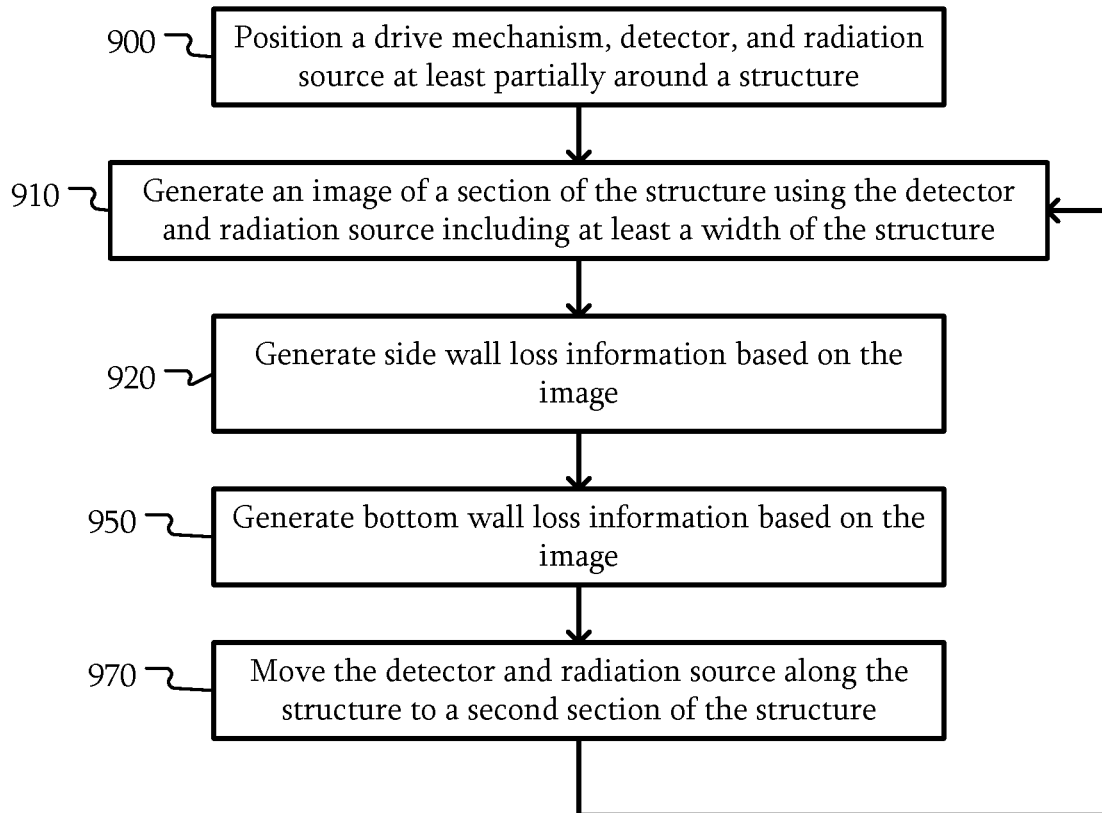 900
Position a drive mechanism, detector, and radiation
source at least partially around a structure
910
Generate an image of a section of the structure using the detector
and radiation source including at least a width of the structure
920
Generate side wall loss information based on the
image
950
Generate bottom wall loss information based on the
image
970
Move the detector and radiation source along the
structure to a second section of the structure